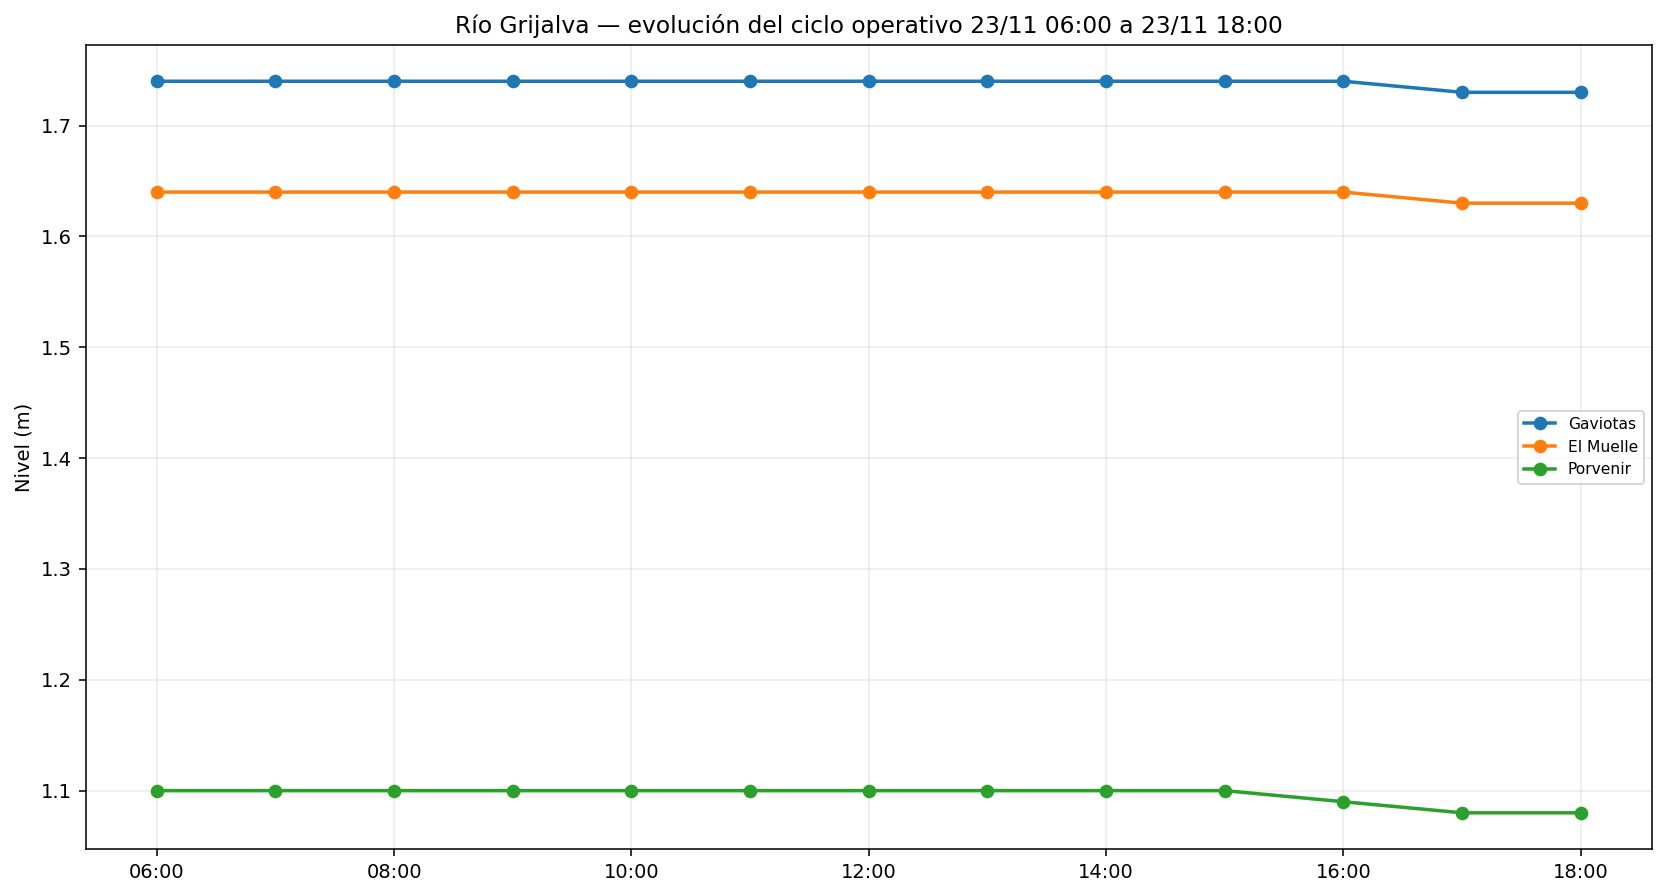 Río Grijalva — evolución del ciclo operativo 23/11 06:00 a 23/11 18:00
Nivel (m)
1.7
1.6
1.5
1.4
1.3
1.2
1.1
Gaviotas
El Muelle
Porvenir
06:00 08:00 10:00 12:00 14:00 16:00 18:00